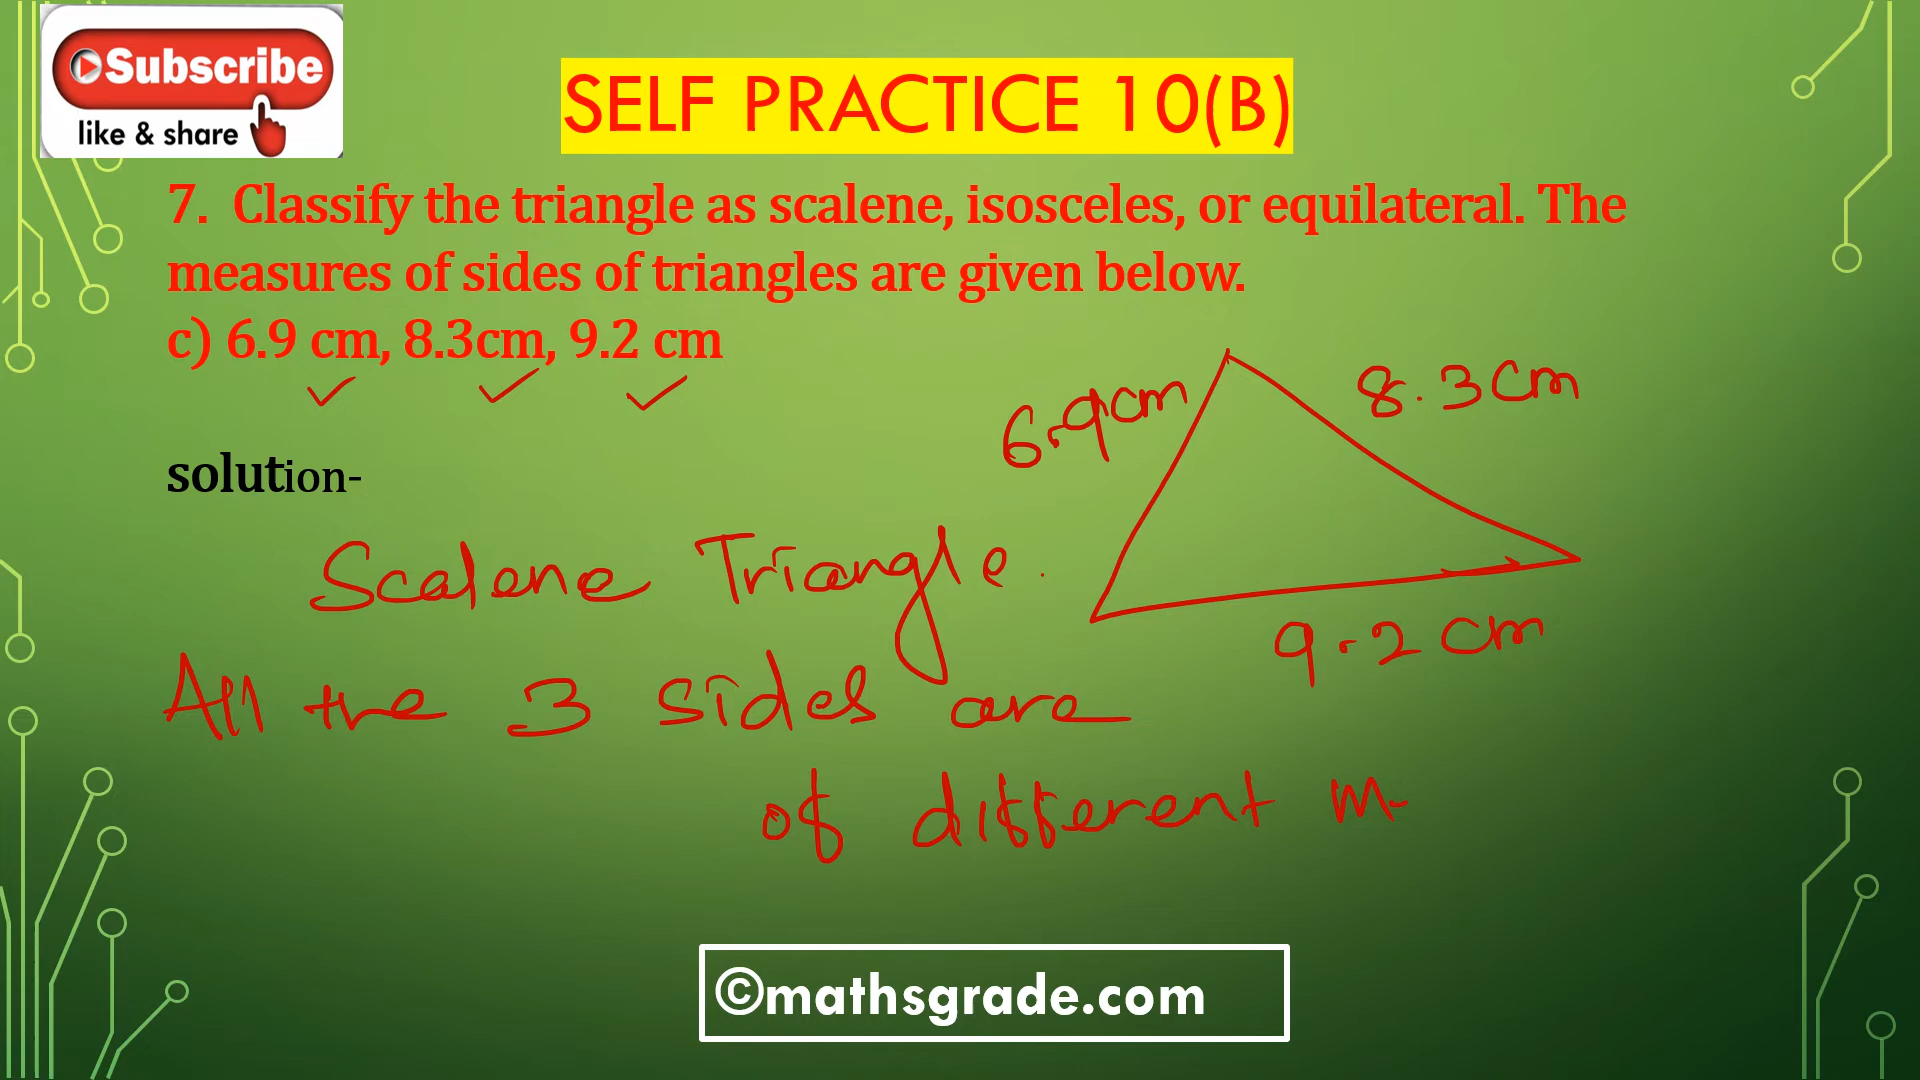 Subscribe
like & share
SELF PRACTICE 10(B)
7. Classify the triangle as scalene, isosceles, or equilateral. The
measures of sides of triangles are given below.
c) 6.9 cm, 8.3cm, 9.2 cm
6.9cm
8.3cm
solution-
Scalene Triangle.
9.2cm
All the 3 sides are
of different m
©mathsgrade.com